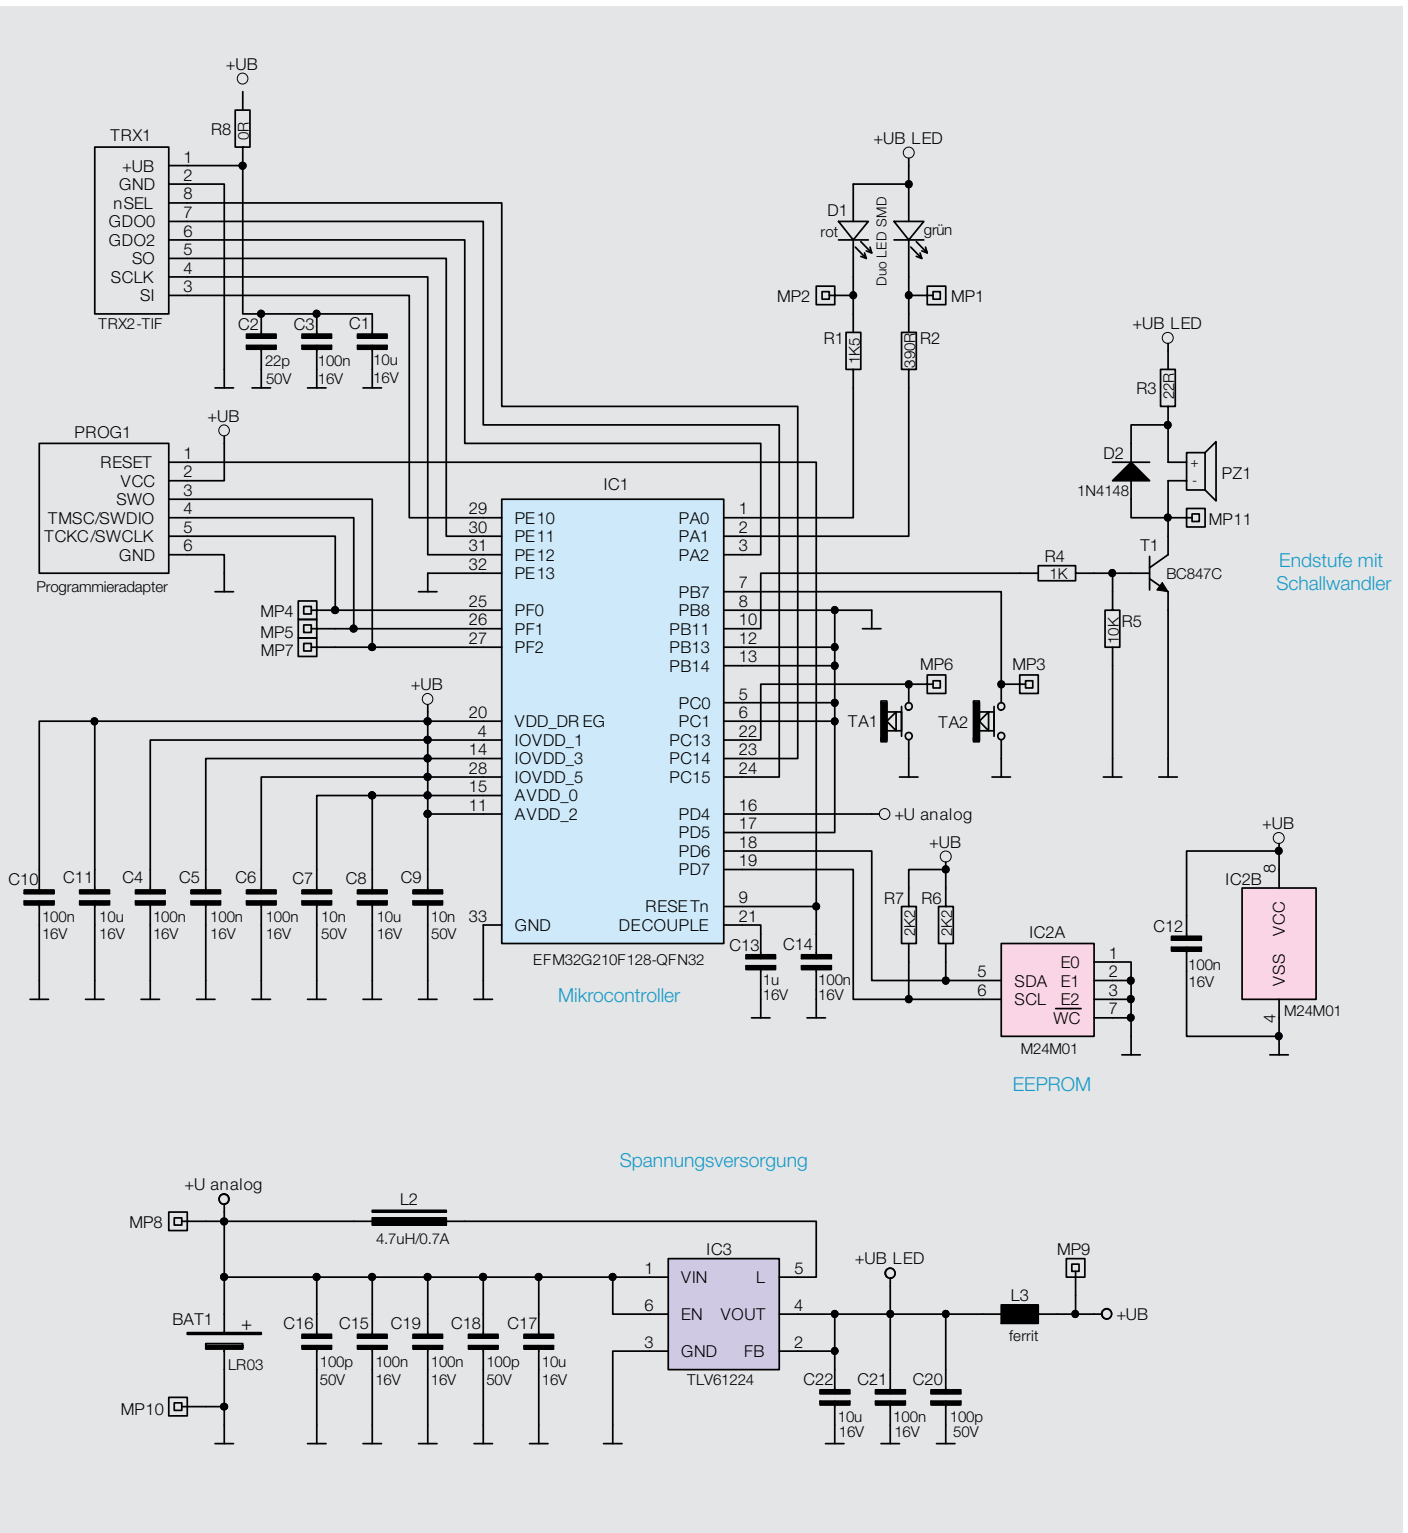 +UB
R8
0R
TRX1
+UB 1
GND 2
nSEL 8
GDO0 7
GDO2 6
SO 5
SCLK 4
SI 3
TRX2-TIF
C2
22p
50V
C3
100n
16V
C1
10u
16V
+UB
PROG1
RESET 1
VCC 2
SWO 3
TMSC/SWDIO 4
TCKC/SWCLK 5
GND 6
Programmieradapter
MP4
MP5
MP7
+UB LED
D1
rot
Duo LED SMD
grün
MP2
MP1
R1
1K5
390R
R2
+UB LED
R3
22R
D2
1N4148
+
-
PZ1
MP11
T1
BC847C
R4
1K
R5
10K
Endstufe mit
Schallwandler
IC1
29 PE10
30 PE11
31 PE12
32 PE13
25 PF0
26 PF1
27 PF2
20 VDD_DREG
4 IOVDD_1
14 IOVDD_3
28 IOVDD_5
15 AVDD_0
11 AVDD_2
33 GND
PA0 1
PA1 2
PA2 3
PB7 7
PB8 8
PB11 10
PB13 12
PB14 13
PC0 5
PC1 6
PC13 22
PC14 23
PC15 24
PD4 16
PD5 17
PD6 18
PD7 19
RESETn 9
DECOUPLE 21
EFM32G210F128-QFN32
Mikrocontroller
+UB
C10
100n
16V
C11
10u
16V
C4
100n
16V
C5
100n
16V
C6
100n
16V
C7
10n
50V
C8
10u
16V
C9
10n
50V
C13
1u
16V
C14
100n
16V
MP6
MP3
TA1
TA2
+U analog
+UB
R7
2K2
R6
2K2
IC2A
5 SDA
6 SCL
E0 1
E1 2
E2 3
WC 7
M24M01
EEPROM
+UB
IC2B
8
VCC
VSS
4
M24M01
C12
100n
16V
Spannungsversorgung
+U analog
MP8
L2
4.7uH/0.7A
BAT1
+
LR03
MP10
C16
100p
50V
C15
100n
16V
C19
100n
16V
C18
100p
50V
C17
10u
16V
IC3
1 VIN
6 EN
3 GND
L 5
VOUT 4
FB 2
TLV61224
+UB LED
C22
10u
16V
C21
100n
16V
C20
100p
50V
L3
ferrit
MP9
+UB